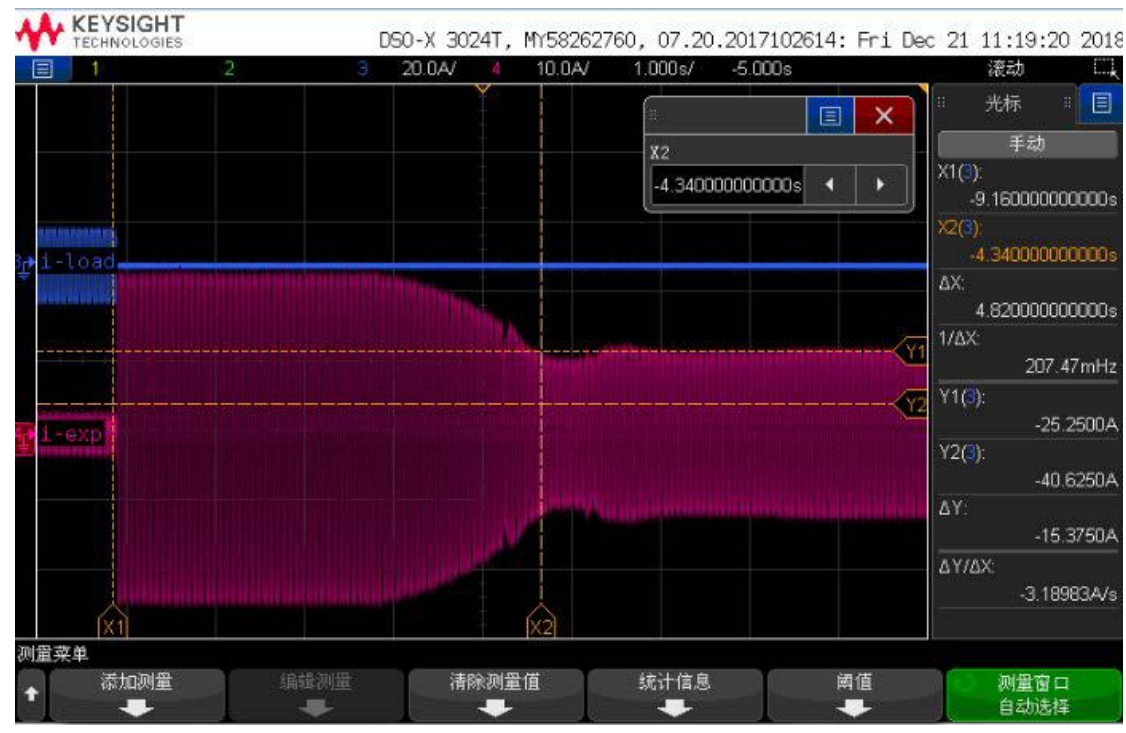 KEYSIGHT
TECHNOLOGIES
DSO-X 3024T, MY58262760, 07.20.2017102614: Fri Dec 21 11:19:20 2018
1 2 3 20.0A/ 4 10.0A/ 1.000s/ -5.000s 滚动
光标
手动
X1(3):
-9.160000000000s
X2(3):
-4.340000000000s
ΔX:
4.820000000000s
1/ΔX:
207.47mHz
Y1(3):
-25.2500A
Y2(3):
-40.6250A
ΔY:
-15.3750A
ΔY/ΔX:
-3.18983A/s
X2
-4.340000000000s
i-load
i-exp
Y1
Y2
X1
X2
测量菜单
添加测量
编辑测量
清除测量值
统计信息
阈值
测量窗口
自动选择